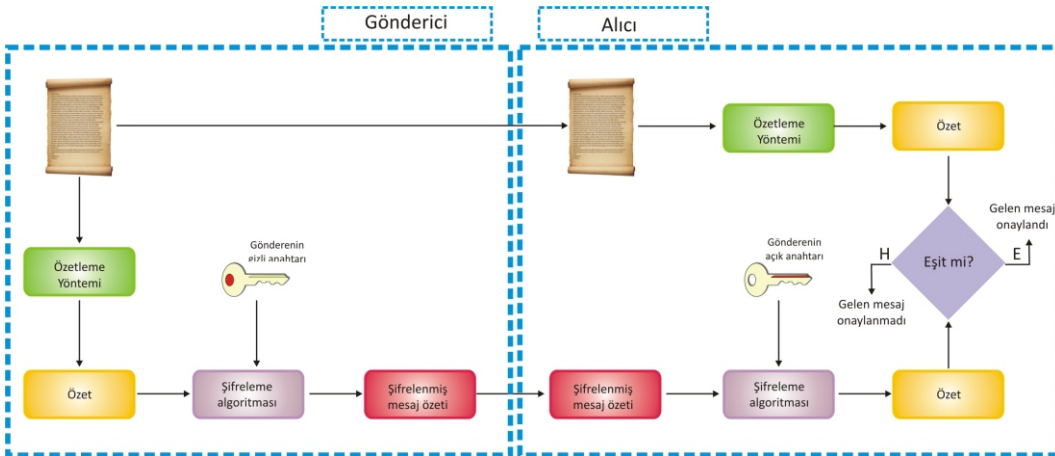 Gönderici
Alıcı
Özetleme
Yöntemi
Özet
Gelen mesaj
onaylandı
Gönderenin
gizli anahtarı
Gönderenin
açık anahtarı
H
E
Eşit mi?
Özetleme
Yöntemi
Gelen mesaj
onaylanmadı
Özet
Şifreleme
algoritması
Şifrelenmiş
mesaj özeti
Şifrelenmiş
mesaj özeti
Şifreleme
algoritması
Özet